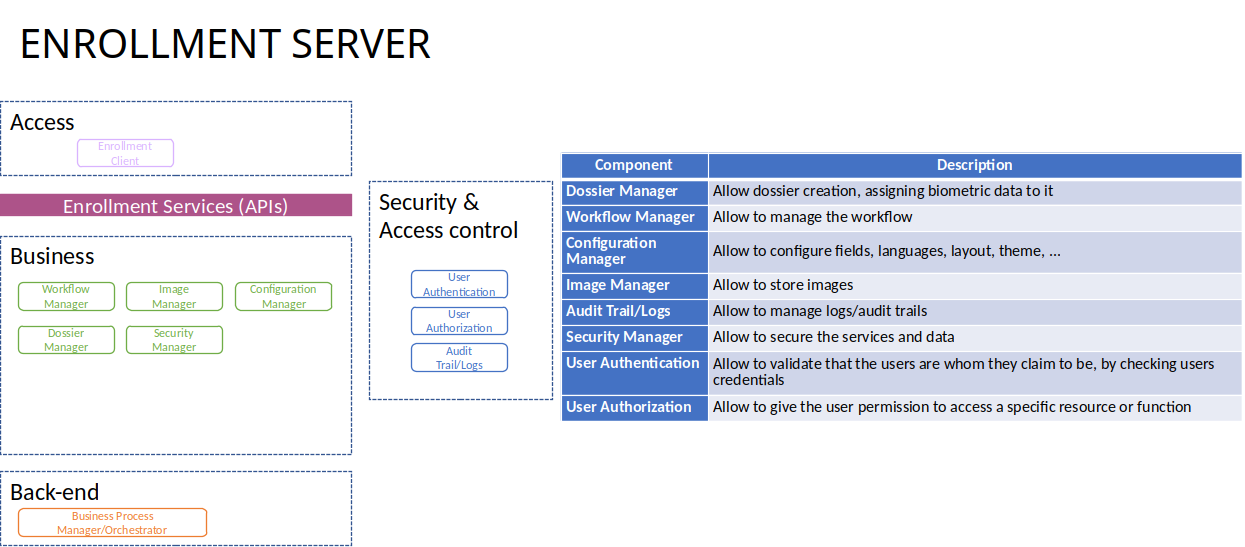 ENROLLMENT SERVER
Access
Enrollment
Client
Enrollment Services (APIs)
Business
Workflow
Manager
Image
Manager
Configuration
Manager
Dossier
Manager
Security
Manager
Back-end
Business Process
Manager/Orchestrator
Security &
Access control
User
Authentication
User
Authorization
Audit
Trail/Logs
Component Description
Dossier Manager Allow dossier creation, assigning biometric data to it
Workflow Manager Allow to manage the workflow
Configuration
Manager Allow to configure fields, languages, layout, theme, ...
Image Manager Allow to store images
Audit Trail/Logs Allow to manage logs/audit trails
Security Manager Allow to secure the services and data
User Authentication Allow to validate that the users are whom they claim to be, by checking users
credentials
User Authorization Allow to give the user permission to access a specific resource or function